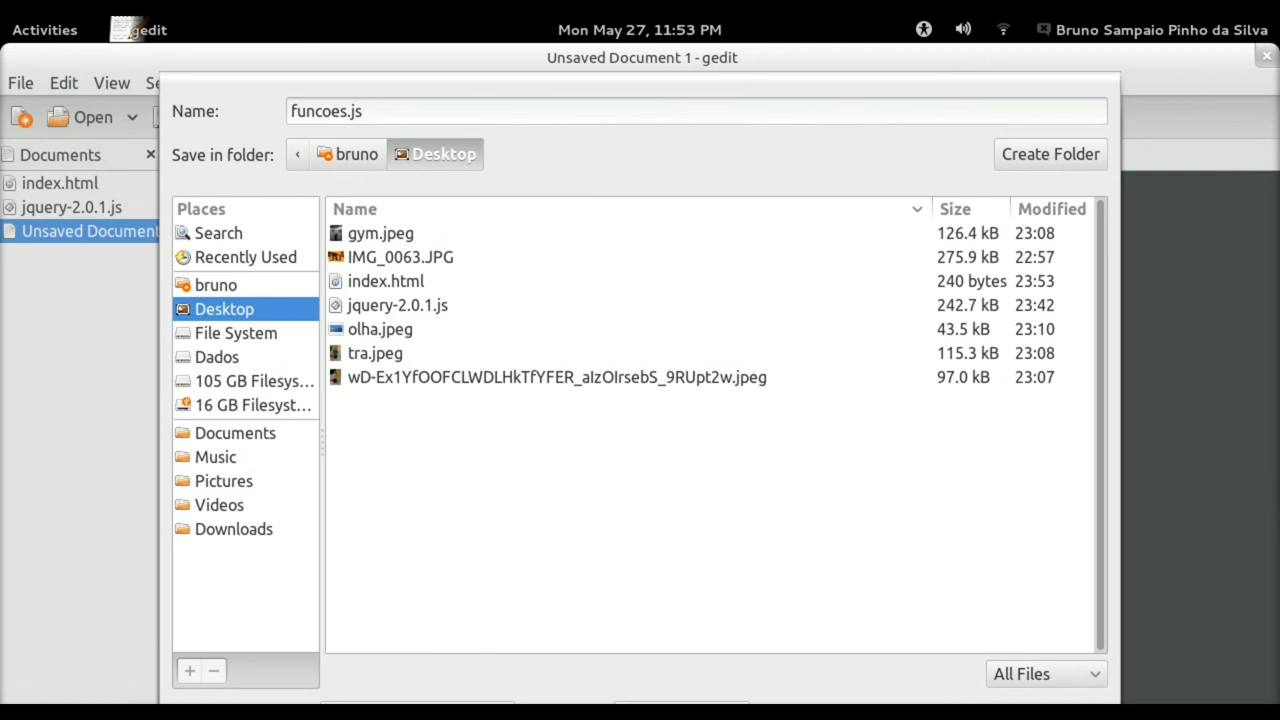 Activities gedit Mon May 27, 11:53 PM Bruno Sampaio Pinho da Silva
Unsaved Document 1 - gedit
File Edit View Se
Open
Documents
index.html
jquery-2.0.1.js
Unsaved Document
Name: funcoes.js
Save in folder: bruno Desktop Create Folder
Places
Search
Recently Used
bruno
Desktop
File System
Dados
105 GB Filesys...
16 GB Filesyst...
Documents
Music
Pictures
Videos
Downloads
Name Size Modified
gym.jpeg 126.4 kB 23:08
IMG_0063.JPG 275.9 kB 22:57
index.html 240 bytes 23:53
jquery-2.0.1.js 242.7 kB 23:42
olha.jpeg 43.5 kB 23:10
tra.jpeg 115.3 kB 23:08
wD-Ex1YfOOFCLWDLHkTfYFER_aIzOIrsebS_9RUpt2w.jpeg 97.0 kB 23:07
All Files